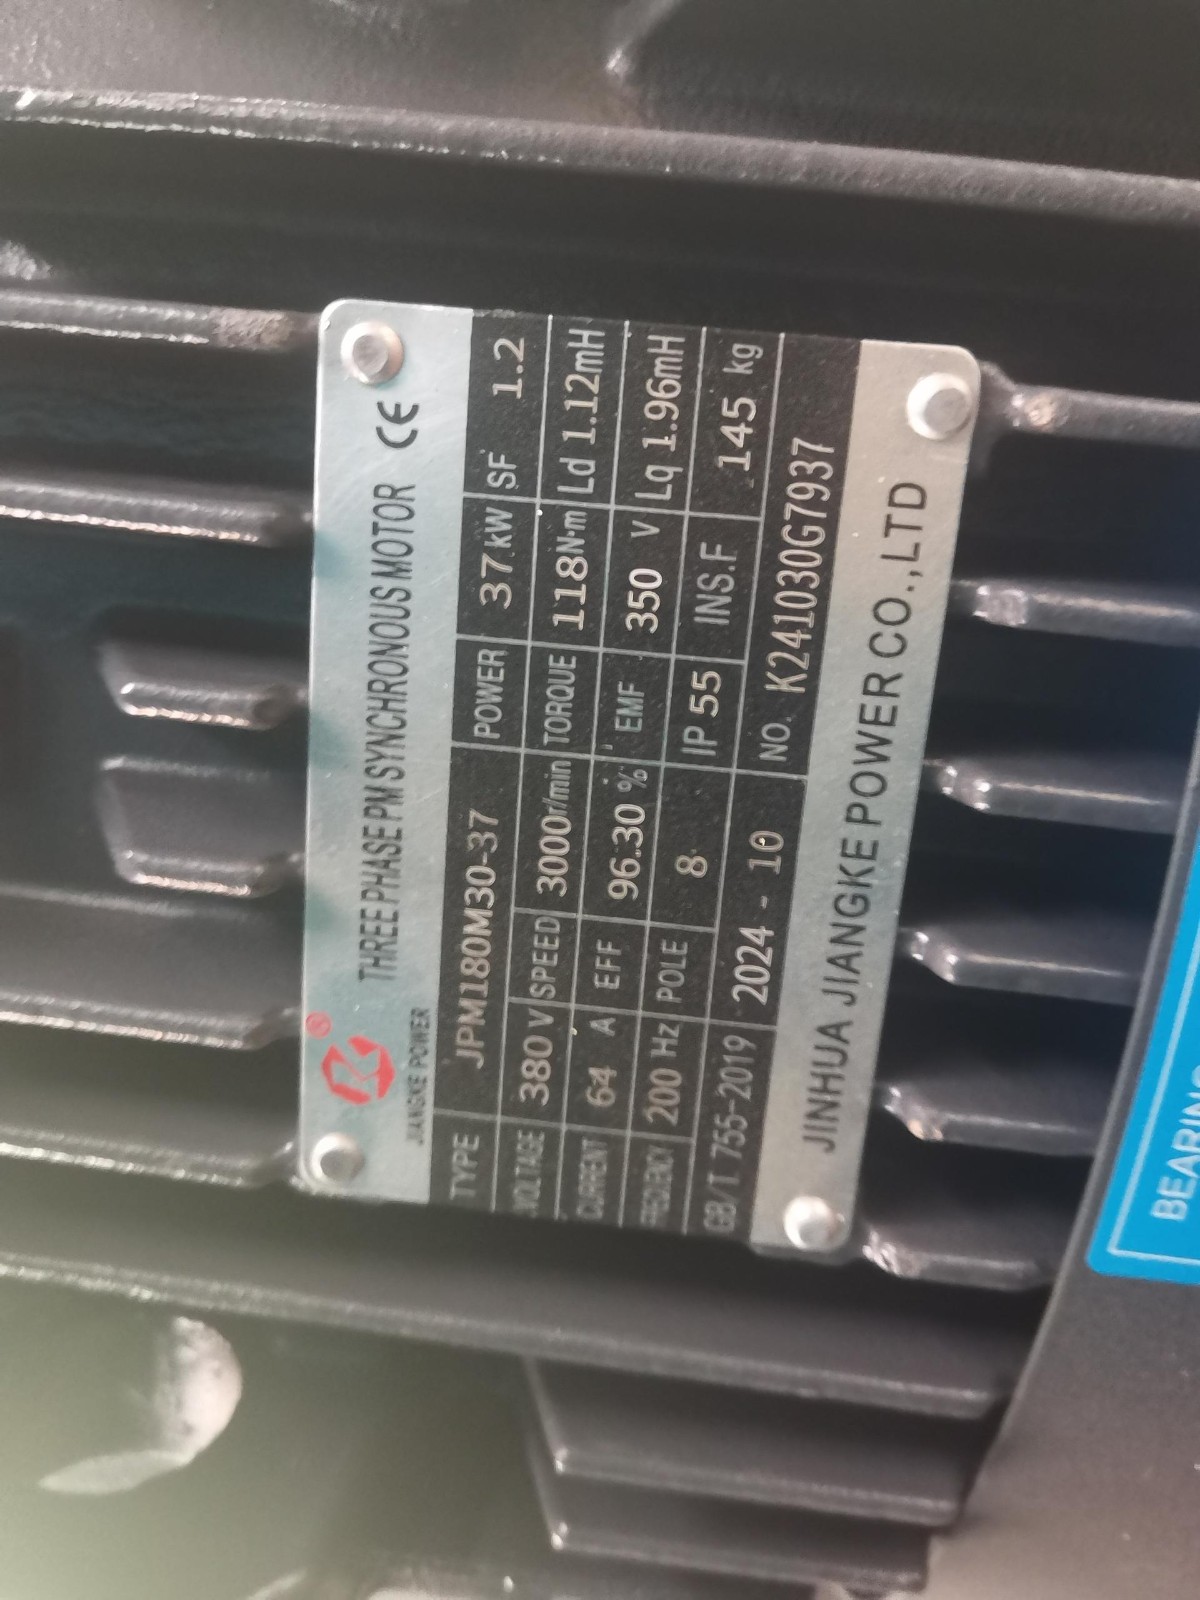 ®
JIANGKE POWER
THREE PHASE PM SYNCHRONOUS MOTOR CE
TYPE JPM180M30-37 POWER 37 kW SF 1.2
VOLTAGE 380 V SPEED 3000r/min TORQUE 118N·m Ld 1.12mH
CURRENT 64 A EFF 96.30 % EMF 350 V Lq 1.96mH
FREQUENCY 200 Hz POLE 8 IP 55 INS.F 145 kg
GB/T 755-2019 2024 - 10 NO. K241030G7937
JINHUA JIANGKE POWER CO.,LTD